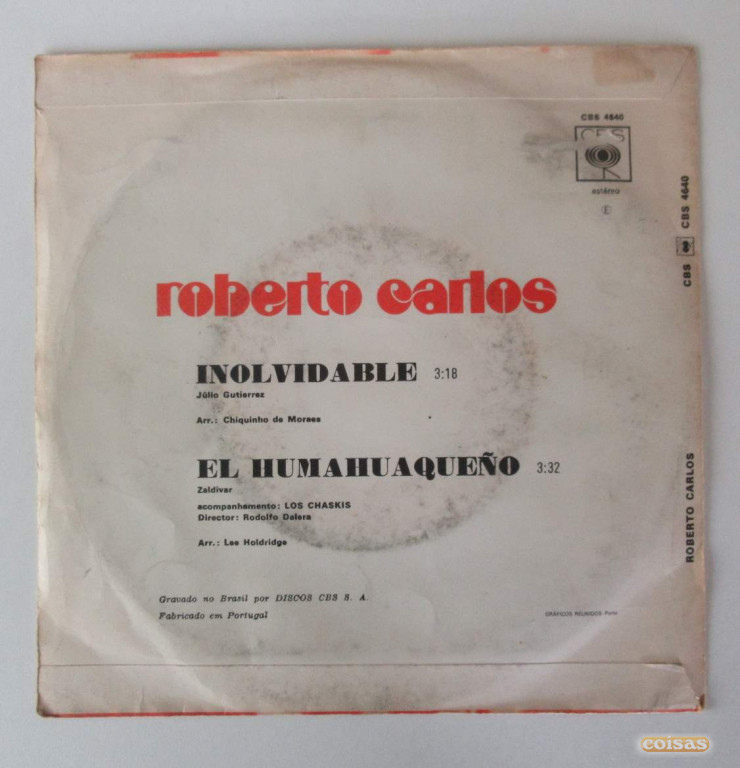 CBS 4640
CBS
estéreo
E
CBS CBS 4640
roberto carlos
INOLVIDABLE 3:18
Júlio Gutierrez
Arr.: Chiquinho de Moraes
EL HUMAHUAQUEÑO 3:32
Zaldivar
acompanhamento: LOS CHASKIS
Director: Rodolfo Dalera
Arr.: Lee Holdridge
ROBERTO CARLOS
Gravado no Brasil por DISCOS CBS S. A.
Fabricado em Portugal
GRÁFICOS REUNIDOS Porto
coisas